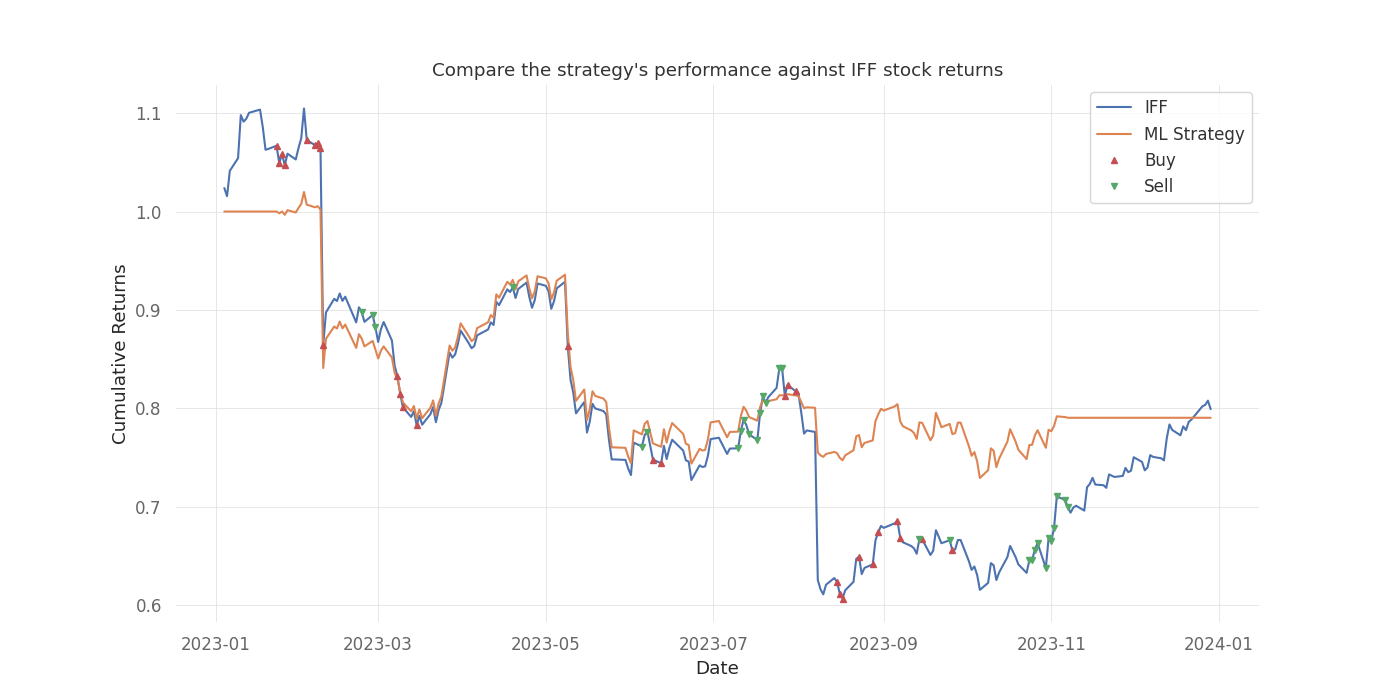 Compare the strategy's performance against IFF stock returns
IFF
ML Strategy
Buy
Sell
Cumulative Returns
1.1
1.0
0.9
0.8
0.7
0.6
2023-01
2023-03
2023-05
2023-07
2023-09
2023-11
2024-01
Date